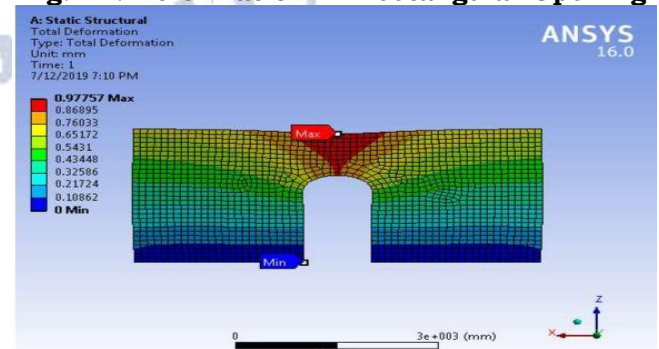 Rectangular Opening
A: Static Structural
Total Deformation
Type: Total Deformation
Unit: mm
Time: 1
7/12/2019 7:10 PM
ANSYS
16.0
0.97757 Max
0.86895
0.76033
0.65172
0.5431
0.43448
0.32586
0.21724
0.10862
0 Min
Max
Min
0
3e+003 (mm)
Z
X